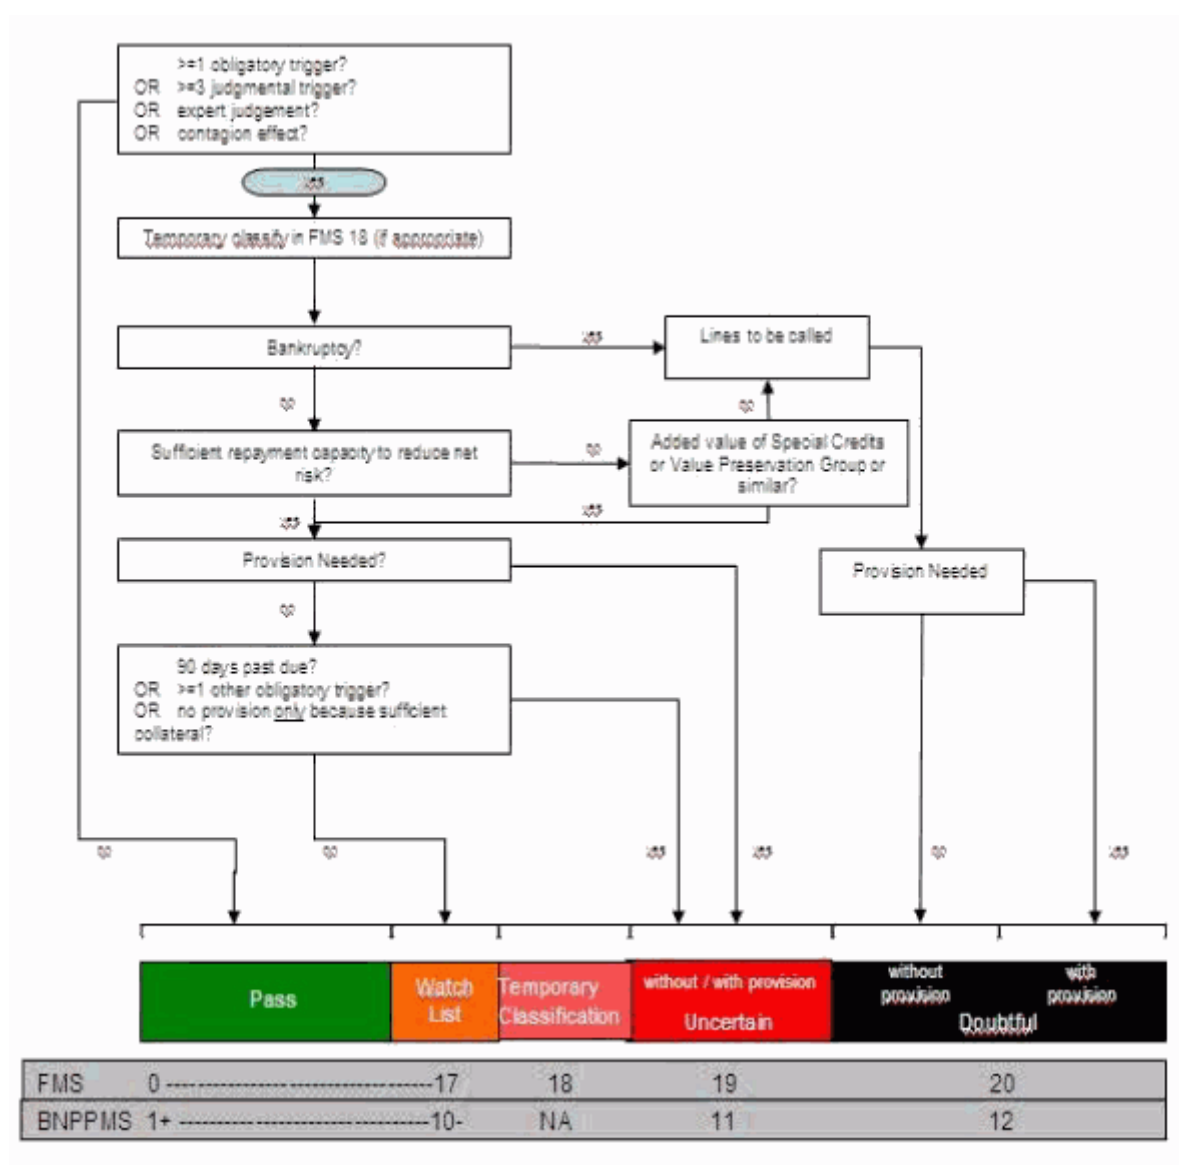 >=1 obligatory trigger?
OR >=3 judgmental trigger?
OR expert judgement?
OR contagion effect?
yes
Temporary classify in FMS 18 (if appropriate)
Bankruptcy?
yes
Lines to be called
no
no
Sufficient repayment capacity to reduce net
risk?
no
Added value of Special Credits
or Value Preservation Group or
similar?
yes
yes
Provision Needed?
Provision Needed
no
90 days past due?
OR >=1 other obligatory trigger?
OR no provision only because sufficient
collateral?
no
no
yes
yes
no
yes
Pass
Watch
List
Temporary
Classification
without / with provision
Uncertain
without
provision
with
provision
Doubtful
FMS 0 ----------------------------------17 18 19 20
BNPPMS 1+ ---------------------------------10- NA 11 12